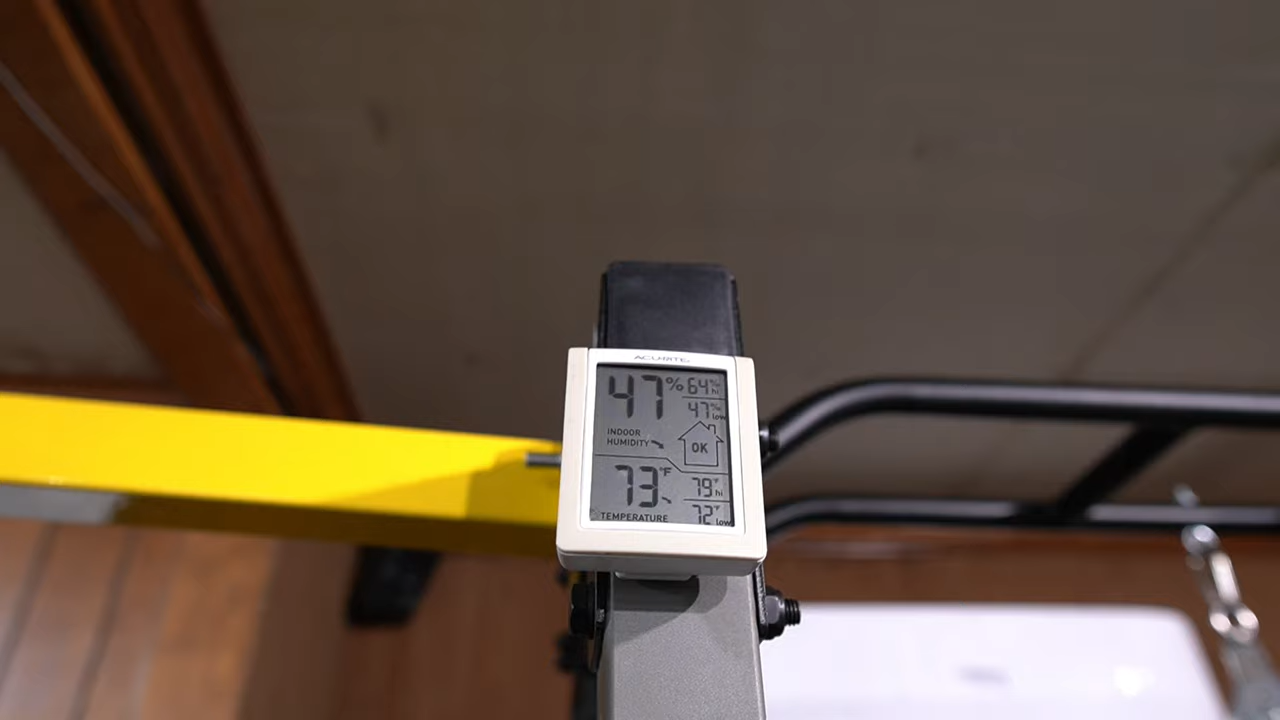 ACURITE
47% 64% hi
47% low
INDOOR
HUMIDITY
OK
73°F 79° hi
72° low
TEMPERATURE